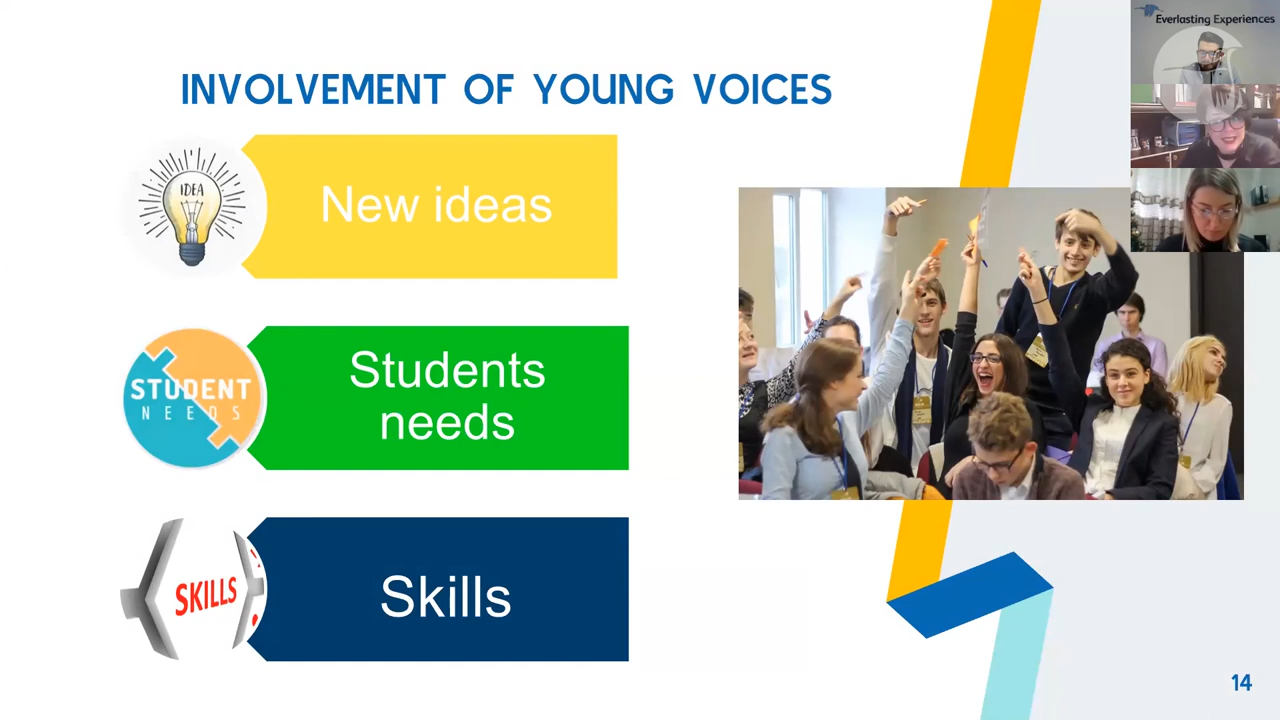 Everlasting Experiences
INVOLVEMENT OF YOUNG VOICES
IDEA
New ideas
STUDENT
NEEDS
Students
needs
SKILLS
Skills
14